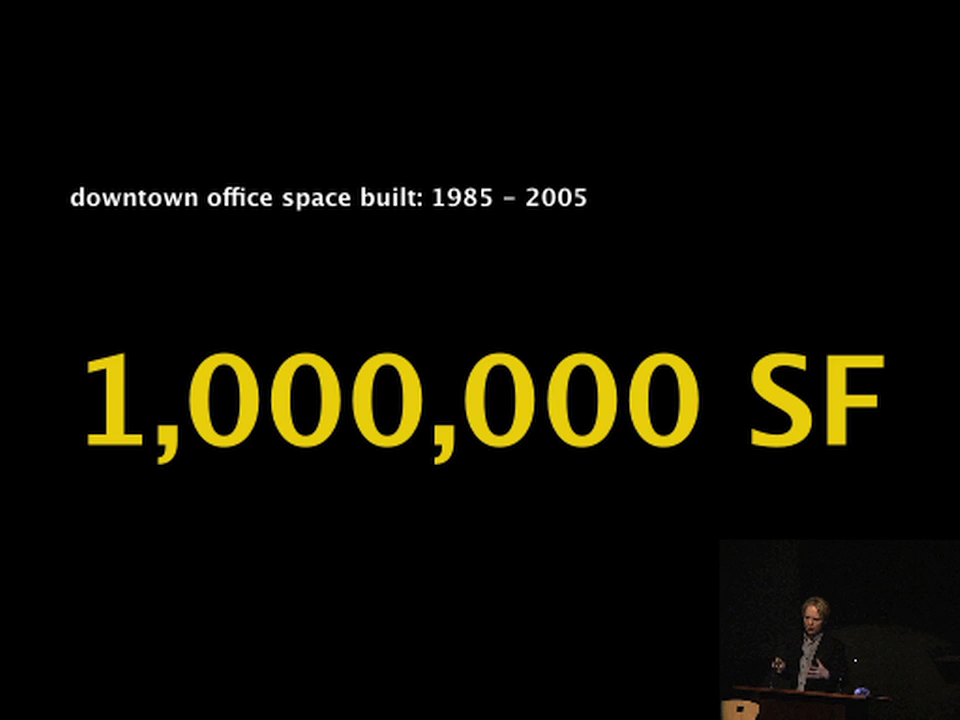 downtown office space built: 1985 – 2005
1,000,000 SF